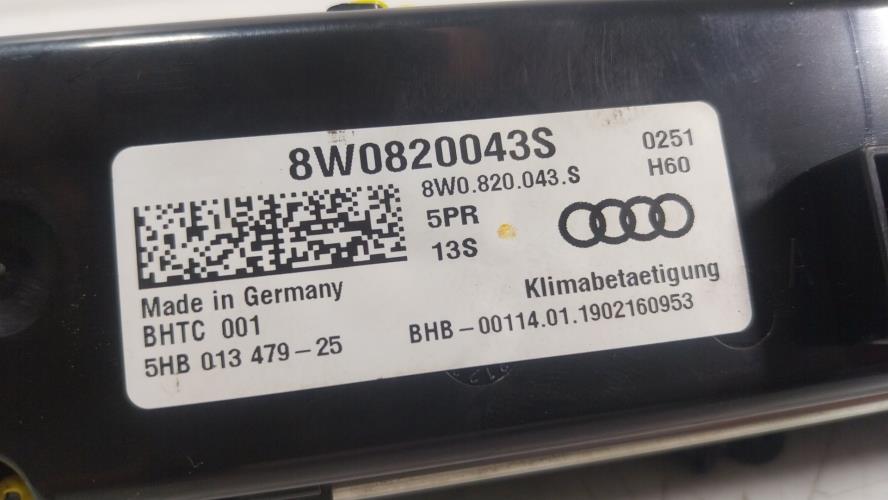 8W0820043S
0251
8W0.820.043.S
H60
5PR
13S
Klimabetaetigung
Made in Germany
BHTC 001
BHB-00114.01.1902160953
5HB 013 479-25
A